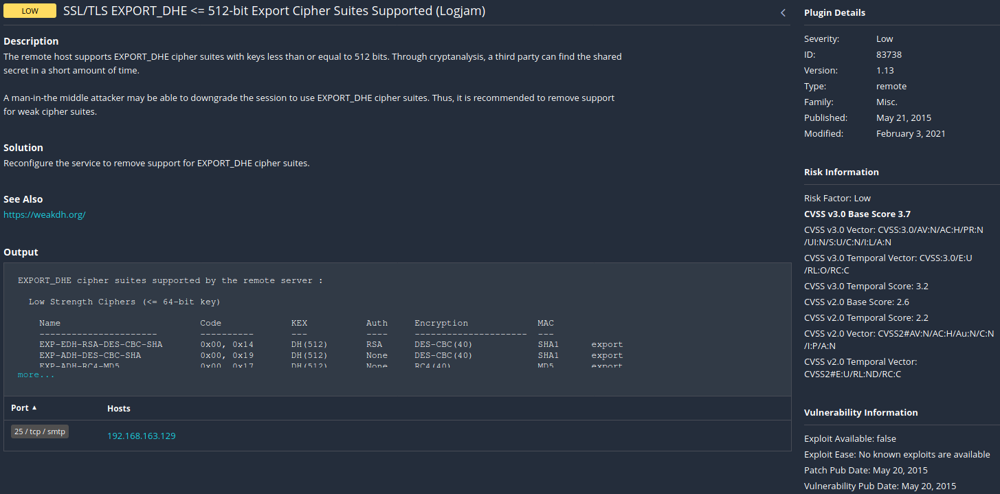 LOW SSL/TLS EXPORT_DHE <= 512-bit Export Cipher Suites Supported (Logjam)
Description
The remote host supports EXPORT_DHE cipher suites with keys less than or equal to 512 bits. Through cryptanalysis, a third party can find the shared
secret in a short amount of time.
A man-in-the middle attacker may be able to downgrade the session to use EXPORT_DHE cipher suites. Thus, it is recommended to remove support
for weak cipher suites.
Solution
Reconfigure the service to remove support for EXPORT_DHE cipher suites.
See Also
https://weakdh.org/
Output
EXPORT_DHE cipher suites supported by the remote server :
Low Strength Ciphers (<= 64-bit key)
Name Code KEX Auth Encryption MAC
---------------------- ---------- --- ---- --------------------- ---
EXP-EDH-RSA-DES-CBC-SHA 0x00, 0x14 DH(512) RSA DES-CBC(40) SHA1 export
EXP-ADH-DES-CBC-SHA 0x00, 0x19 DH(512) None DES-CBC(40) SHA1 export
EXP-ADH-RC4-MD5 0x00, 0x17 DH(512) None RC4(40) MD5 export
more...
Port ▲ Hosts
25 / tcp / smtp 192.168.163.129
Plugin Details
Severity: Low
ID: 83738
Version: 1.13
Type: remote
Family: Misc.
Published: May 21, 2015
Modified: February 3, 2021
Risk Information
Risk Factor: Low
CVSS v3.0 Base Score 3.7
CVSS v3.0 Vector: CVSS:3.0/AV:N/AC:H/PR:N
/UI:N/S:U/C:N/I:L/A:N
CVSS v3.0 Temporal Vector: CVSS:3.0/E:U
/RL:O/RC:C
CVSS v3.0 Temporal Score: 3.2
CVSS v2.0 Base Score: 2.6
CVSS v2.0 Temporal Score: 2.2
CVSS v2.0 Vector: CVSS2#AV:N/AC:H/Au:N/C:N
/I:P/A:N
CVSS v2.0 Temporal Vector:
CVSS2#E:U/RL:ND/RC:C
Vulnerability Information
Exploit Available: false
Exploit Ease: No known exploits are available
Patch Pub Date: May 20, 2015
Vulnerability Pub Date: May 20, 2015